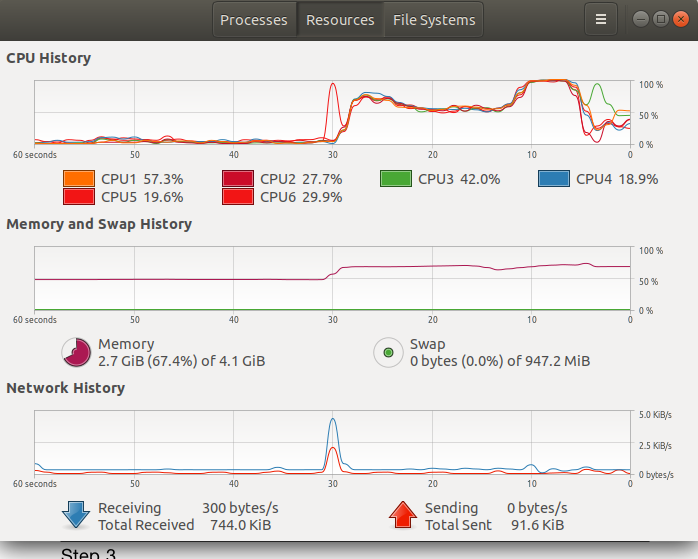 Processes Resources File Systems
CPU History
100 %
50 %
0 %
60 seconds 50 40 30 20 10 0
CPU1 57.3% CPU2 27.7% CPU3 42.0% CPU4 18.9%
CPU5 19.6% CPU6 29.9%
Memory and Swap History
100 %
50 %
0 %
60 seconds 50 40 30 20 10 0
Memory
2.7 GiB (67.4%) of 4.1 GiB
Swap
0 bytes (0.0%) of 947.2 MiB
Network History
5.0 KiB/s
2.5 KiB/s
0 bytes/s
60 seconds 50 40 30 20 10 0
Receiving 300 bytes/s
Total Received 744.0 KiB
Sending 0 bytes/s
Total Sent 91.6 KiB
Step 3